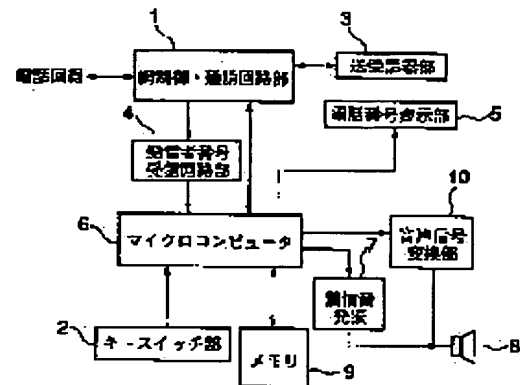 1
3
電話回線
網制御・通話回路部
送受話器部
4
電話番号表示部
5
発信者番号
受信回路部
10
6
マイクロコンピュータ
7
音声信号
変換部
着信音
発振
2
キースイッチ部
メモリ
9
8